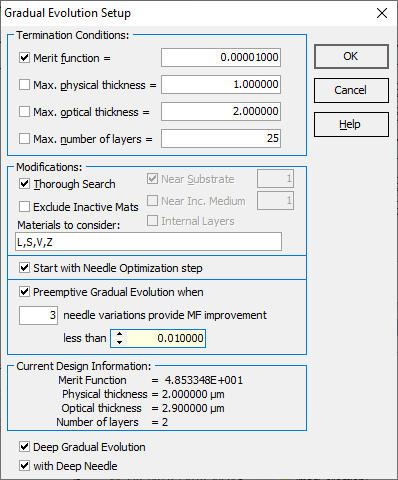 Gradual Evolution Setup
Termination Conditions:
Merit function = 0.00001000
Max. physical thickness = 1.000000
Max. optical thickness = 2.000000
Max. number of layers = 25
OK
Cancel
Help
Modifications:
Thorough Search
Near Substrate 1
Exclude Inactive Mats
Near Inc. Medium 1
Internal Layers
Materials to consider:
L,S,V,Z
Start with Needle Optimization step
Preemptive Gradual Evolution when
3 needle variations provide MF improvement
less than 0.010000
Current Design Information:
Merit Function = 4.853348E+001
Physical thickness = 2.000000 µm
Optical thickness = 2.900000 µm
Number of layers = 2
Deep Gradual Evolution
with Deep Needle